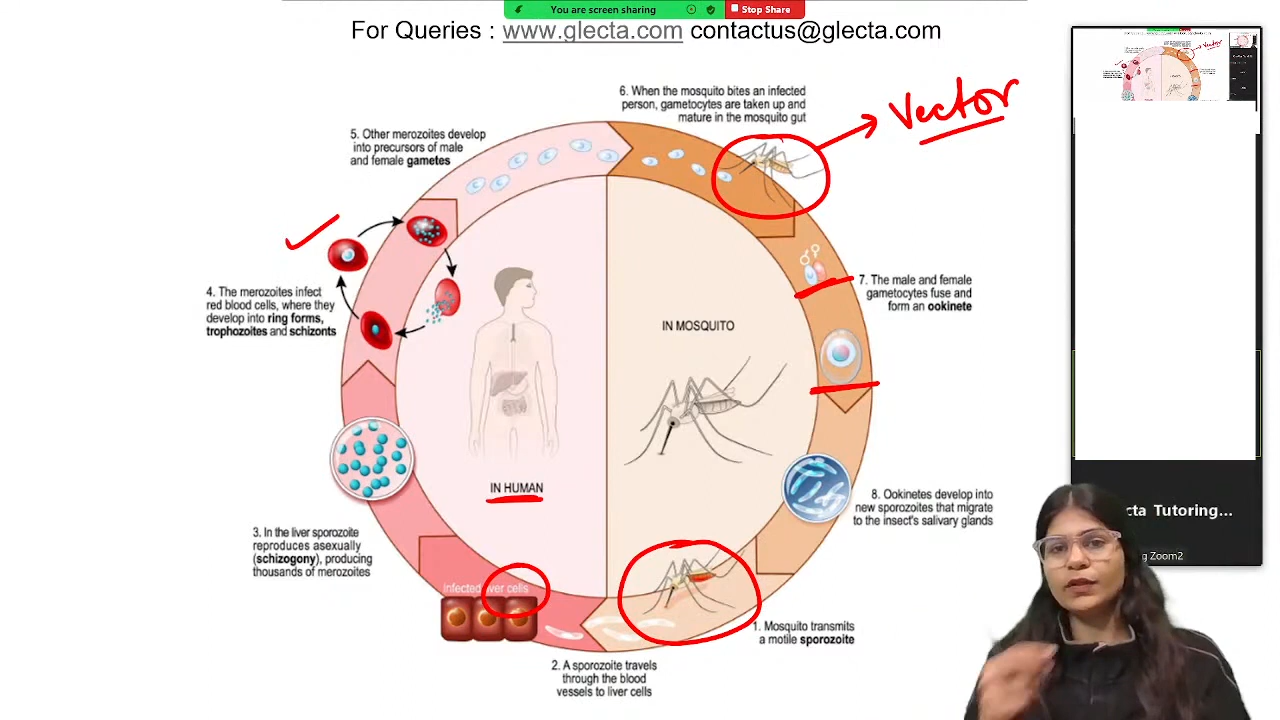 You are screen sharing
Stop Share
For Queries : www.glecta.com contactus@glecta.com
6. When the mosquito bites an infected
person, gametocytes are taken up and
mature in the mosquito gut
Vector
5. Other merozoites develop
into precursors of male
and female gametes
4. The merozoites infect
red blood cells, where they
develop into ring forms,
trophozoites and schizonts
7. The male and female
gametocytes fuse and
form an ookinete
IN MOSQUITO
IN HUMAN
8. Ookinetes develop into
new sporozoites that migrate
to the insect's salivary glands
3. In the liver sporozoite
reproduces asexually
(schizogony), producing
thousands of merozoites
infected liver cells
1. Mosquito transmits
a motile sporozoite
2. A sporozoite travels
through the blood
vessels to liver cells
cta Tutoring...
ng Zoom2